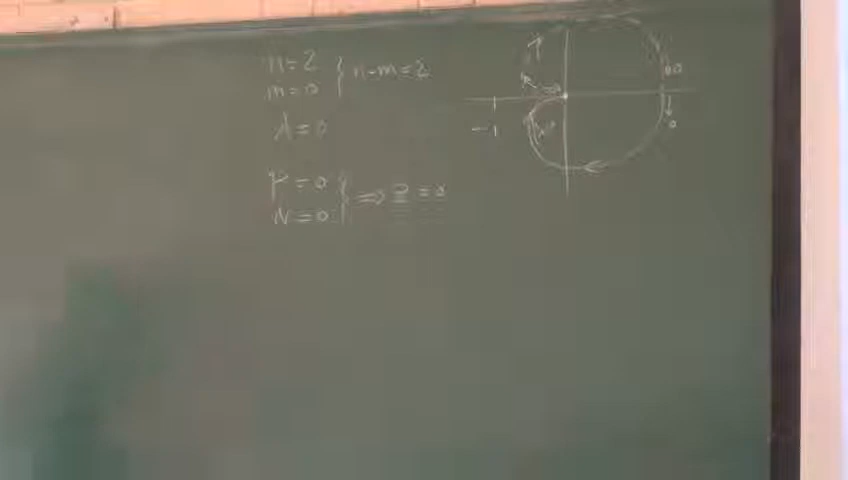 n=2 } n-m=2
m=0
λ=0
P=0 } ⇒ Z=0
N=0
-1